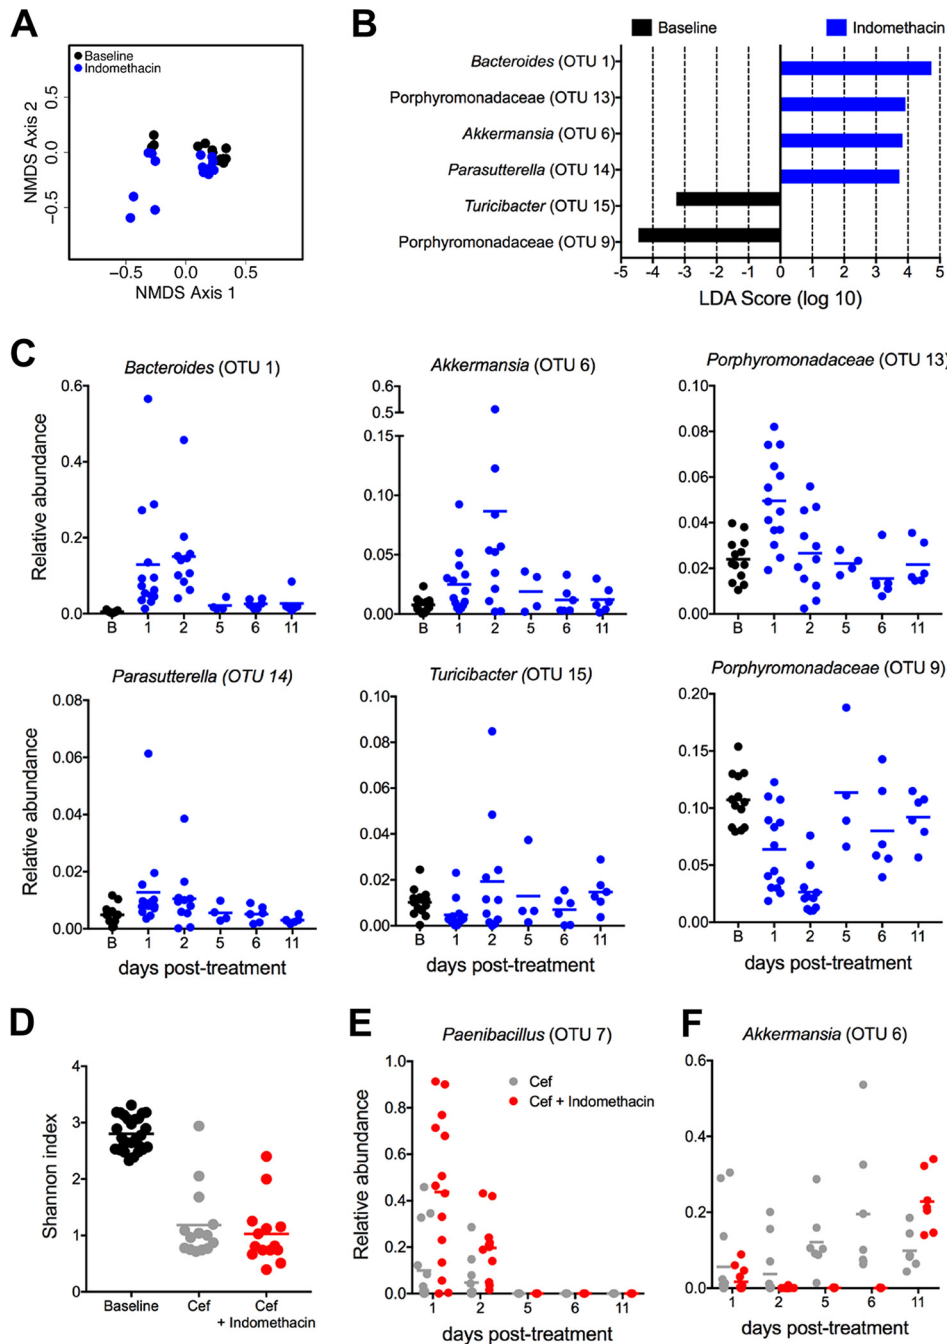 A
Baseline
Indomethacin
NMDS Axis 2
0.5
0.0
−0.5
−0.5 0.0 0.5
NMDS Axis 1
B
Baseline Indomethacin
Bacteroides (OTU 1)
Porphyromonadaceae (OTU 13)
Akkermansia (OTU 6)
Parasutterella (OTU 14)
Turicibacter (OTU 15)
Porphyromonadaceae (OTU 9)
-5 -4 -3 -2 -1 0 1 2 3 4 5
LDA Score (log 10)
C
Bacteroides (OTU 1)
Relative abundance
0.6
0.4
0.2
0.0
B 1 2 5 6 11
Akkermansia (OTU 6)
0.6
0.5
0.15
0.10
0.05
0.00
B 1 2 5 6 11
Porphyromonadaceae (OTU 13)
0.10
0.08
0.06
0.04
0.02
0.00
B 1 2 5 6 11
Parasutterella (OTU 14)
Relative abundance
0.08
0.06
0.04
0.02
0.00
B 1 2 5 6 11
days post-treatment
Turicibacter (OTU 15)
0.10
0.08
0.06
0.04
0.02
0.00
B 1 2 5 6 11
days post-treatment
Porphyromonadaceae (OTU 9)
0.20
0.15
0.10
0.05
0.00
B 1 2 5 6 11
days post-treatment
D
Shannon index
4
3
2
1
0
Baseline Cef Cef
+ Indomethacin
E
Paenibacillus (OTU 7)
Cef
Cef + Indomethacin
Relative abundance
1.0
0.8
0.6
0.4
0.2
0.0
1 2 5 6 11
days post-treatment
F
Akkermansia (OTU 6)
0.6
0.4
0.2
0.0
1 2 5 6 11
days post-treatment